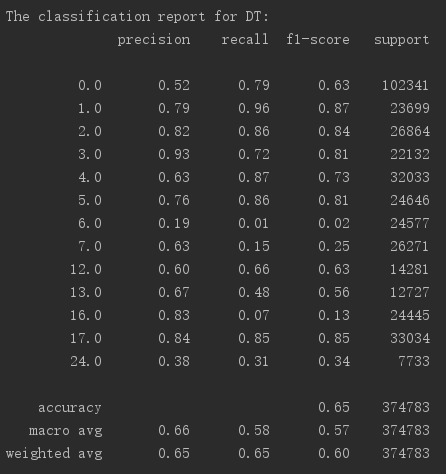 The classification report for DT:
precision recall f1-score support
0.0 0.52 0.79 0.63 102341
1.0 0.79 0.96 0.87 23699
2.0 0.82 0.86 0.84 26864
3.0 0.93 0.72 0.81 22132
4.0 0.63 0.87 0.73 32033
5.0 0.76 0.86 0.81 24646
6.0 0.19 0.01 0.02 24577
7.0 0.63 0.15 0.25 26271
12.0 0.60 0.66 0.63 14281
13.0 0.67 0.48 0.56 12727
16.0 0.83 0.07 0.13 24445
17.0 0.84 0.85 0.85 33034
24.0 0.38 0.31 0.34 7733
accuracy 0.65 374783
macro avg 0.66 0.58 0.57 374783
weighted avg 0.65 0.65 0.60 374783